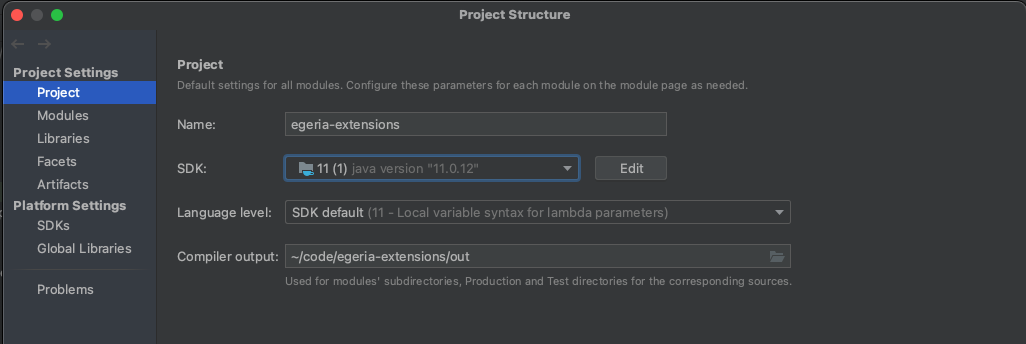 Project Structure
Project Settings
Project
Modules
Libraries
Facets
Artifacts
Platform Settings
SDKs
Global Libraries
Problems
Project
Default settings for all modules. Configure these parameters for each module on the module page as needed.
Name: egeria-extensions
SDK: 11 (1) java version "11.0.12" Edit
Language level: SDK default (11 - Local variable syntax for lambda parameters)
Compiler output: ~/code/egeria-extensions/out
Used for modules' subdirectories, Production and Test directories for the corresponding sources.